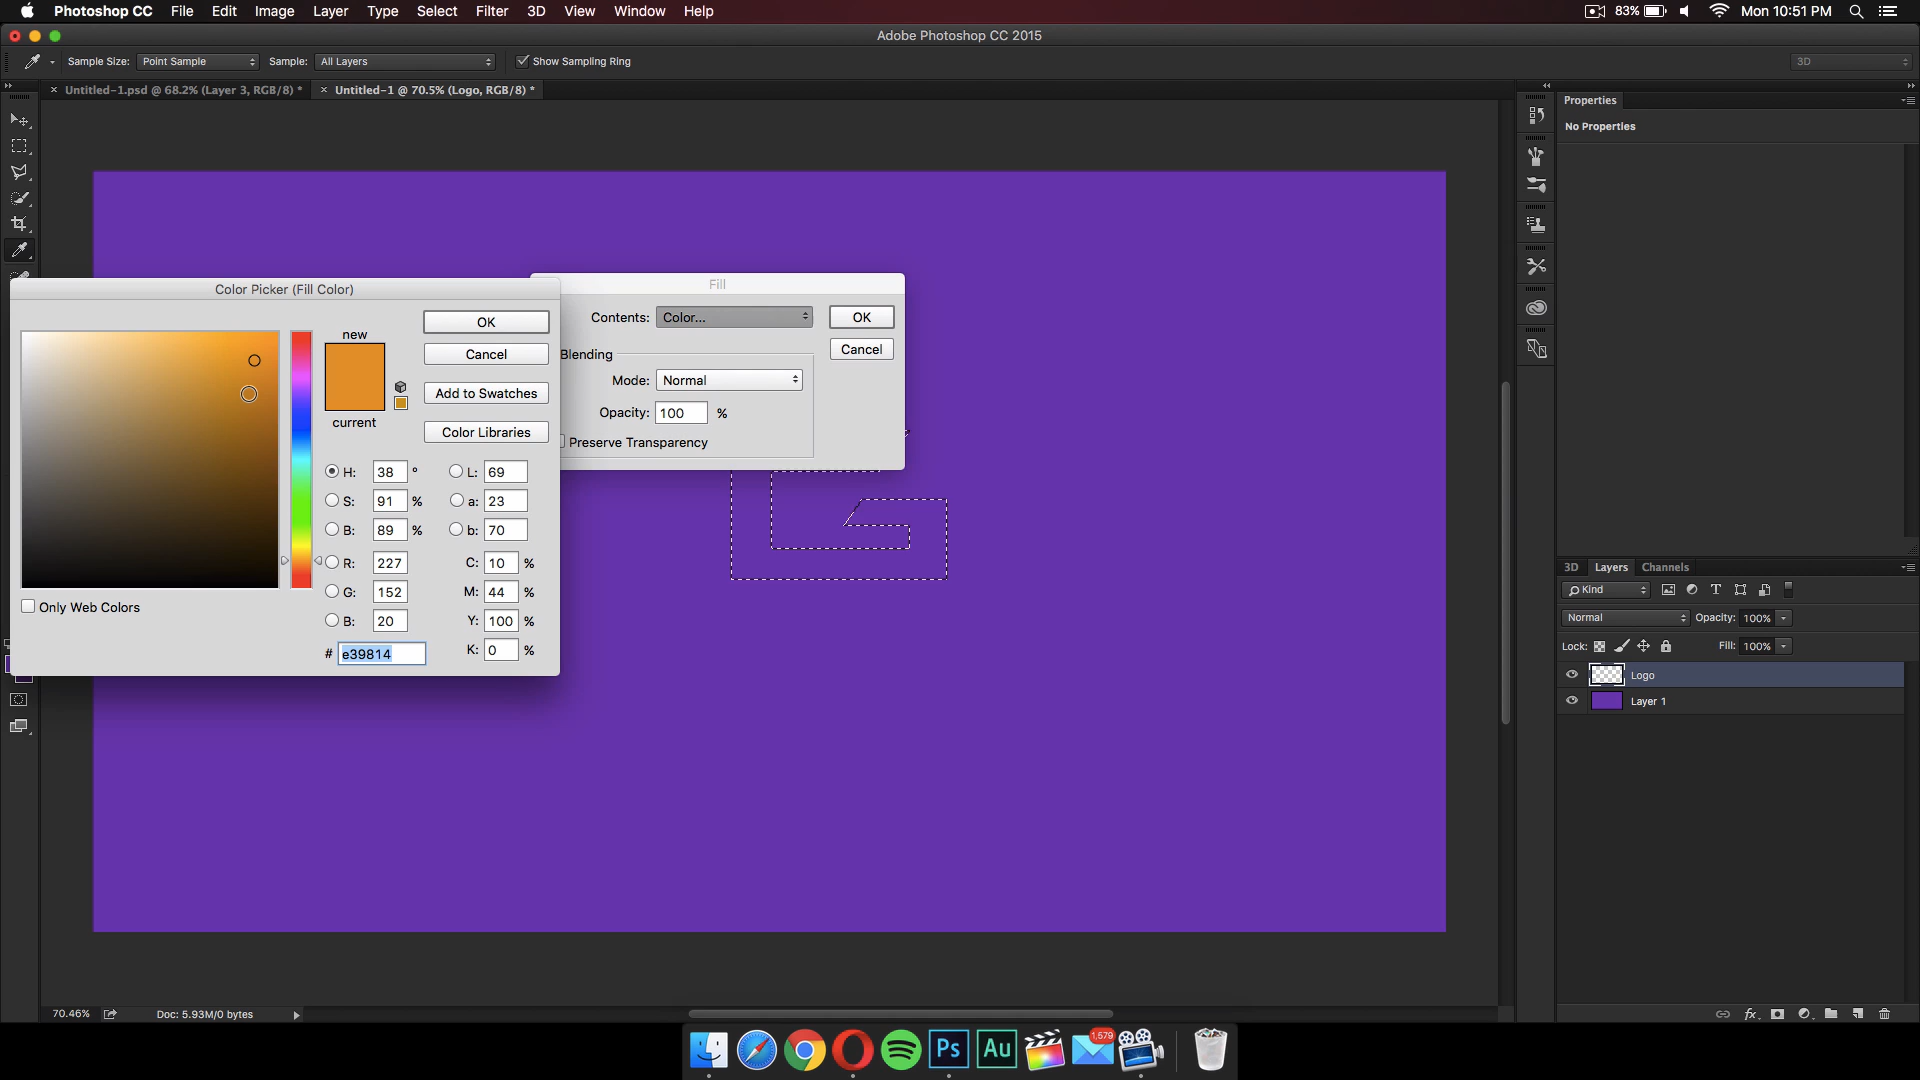 Photoshop CC File Edit Image Layer Type Select Filter 3D View Window Help 83% Mon 10:51 PM
Adobe Photoshop CC 2015
Sample Size: Point Sample Sample: All Layers Show Sampling Ring 3D
Untitled-1.psd @ 68.2% (Layer 3, RGB/8) * Untitled-1 @ 70.5% (Logo, RGB/8) *
Properties
No Properties
Color Picker (Fill Color)
new
current
OK
Cancel
Add to Swatches
Color Libraries
H: 38 ° L: 69
S: 91 % a: 23
B: 89 % b: 70
R: 227 C: 10 %
G: 152 M: 44 %
B: 20 Y: 100 %
# e39814 K: 0 %
Only Web Colors
Fill
Contents: Color... OK
Cancel
Blending
Mode: Normal
Opacity: 100 %
Preserve Transparency
3D Layers Channels
Kind T
Normal Opacity: 100%
Lock: Fill: 100%
Logo
Layer 1
fx
70.46% Doc: 5.93M/0 bytes
Ps Au 1,579